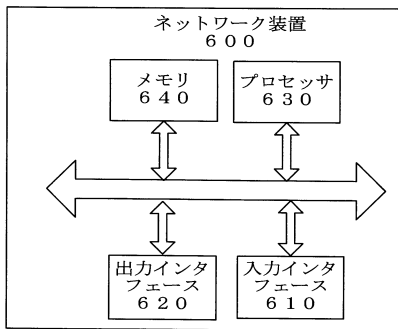 ネットワーク装置
６００
メモリ
６４０
プロセッサ
６３０
出力インタ
フェース
６２０
入力インタ
フェース
６１０